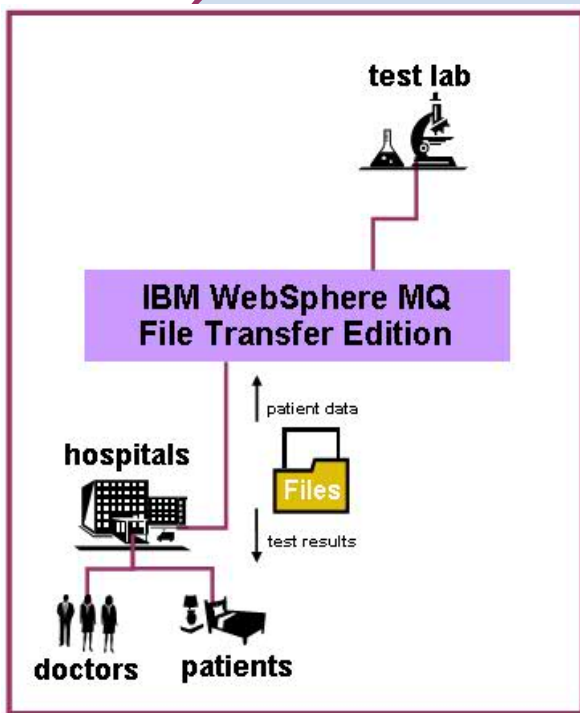 test lab
IBM WebSphere MQ
File Transfer Edition
patient data
hospitals
Files
test results
doctors
patients